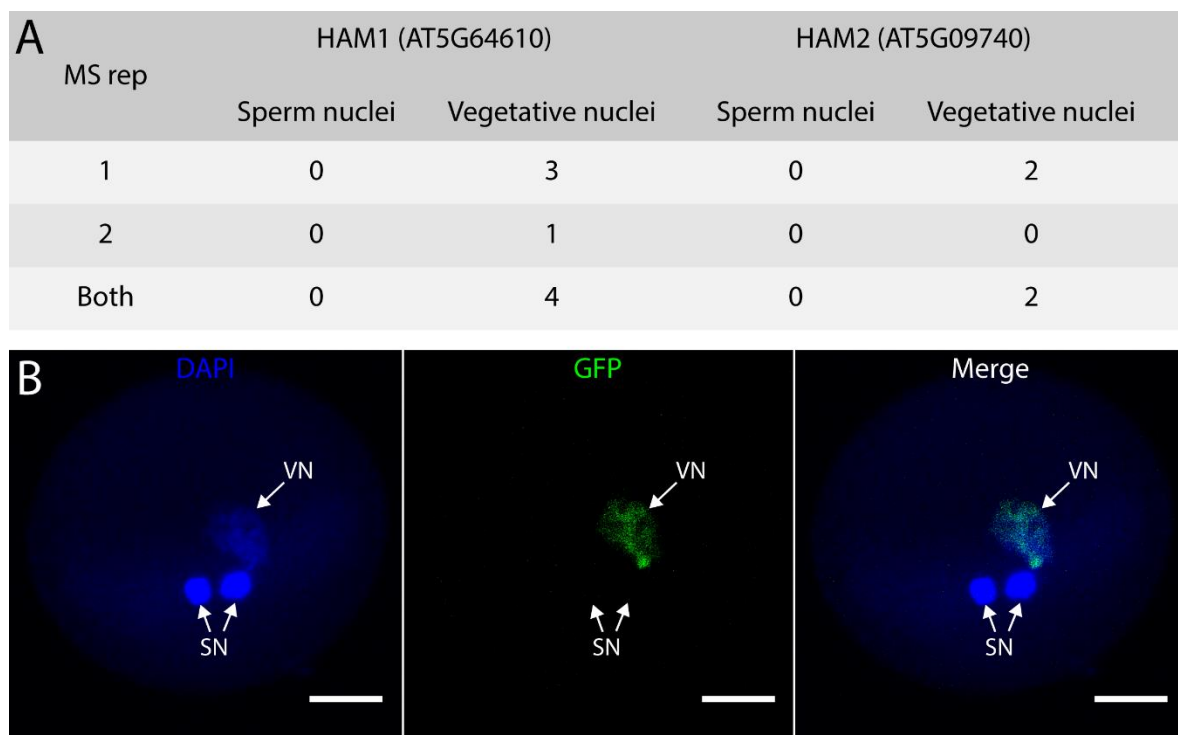 A
HAM1 (AT5G64610) HAM2 (AT5G09740)
MS rep
Sperm nuclei Vegetative nuclei Sperm nuclei Vegetative nuclei
1 0 3 0 2
2 0 1 0 0
Both 0 4 0 2
B DAPI GFP Merge
VN VN VN
SN SN SN